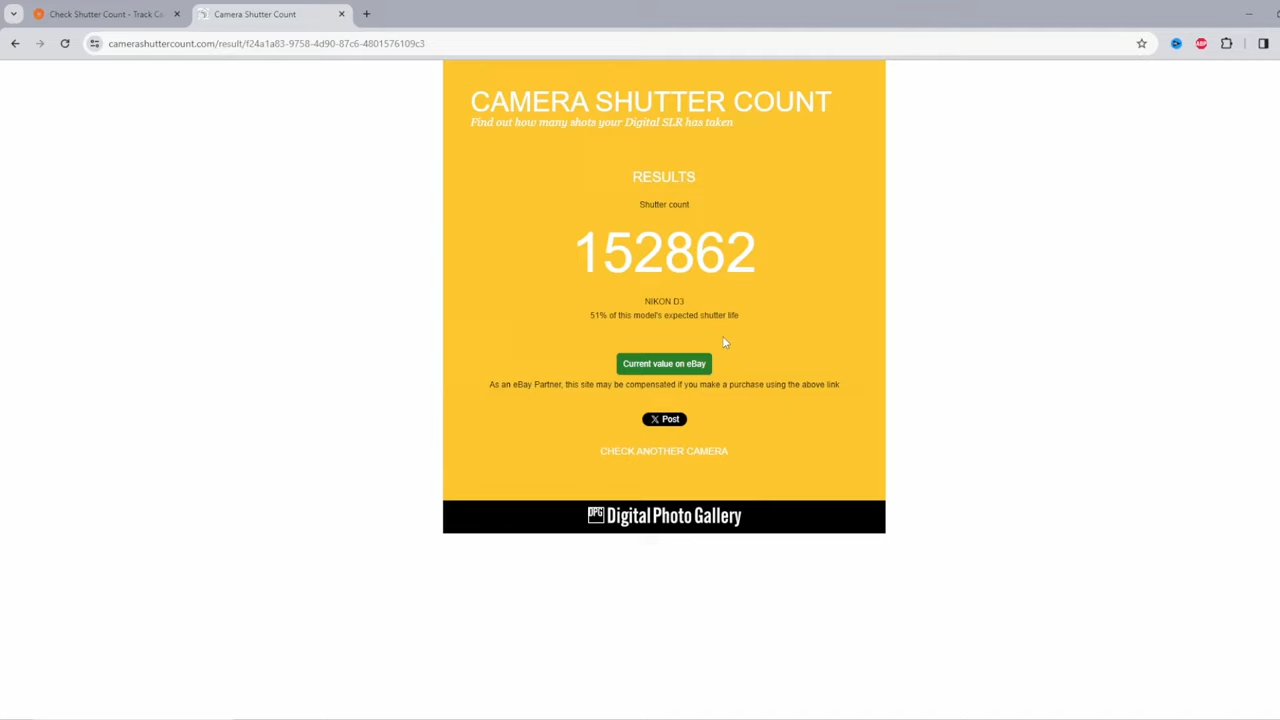 Check Shutter Count - Track Co
Camera Shutter Count
camerashuttercount.com/result/f24a1a83-9758-4d90-87c6-4801576109c3
ABP
CAMERA SHUTTER COUNT
Find out how many shots your Digital SLR has taken
RESULTS
Shutter count
152862
NIKON D3
51% of this model's expected shutter life
Current value on eBay
As an eBay Partner, this site may be compensated if you make a purchase using the above link
X Post
CHECK ANOTHER CAMERA
DPG Digital Photo Gallery